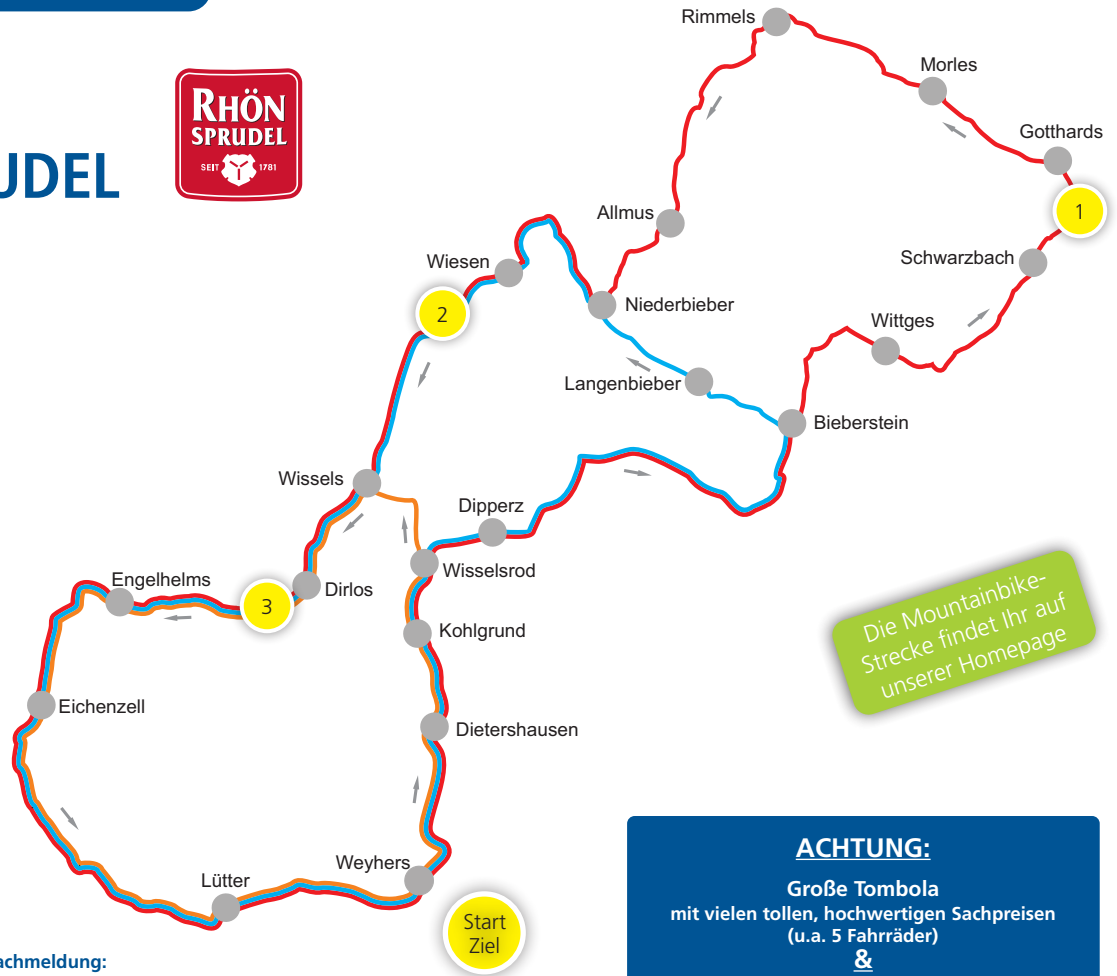 RHÖN
SPRUDEL
SEIT 1781
UDEL
Rimmels
Morles
Gotthards
1
Allmus
Schwarzbach
Wiesen
Niederbieber
2
Wittges
Langenbieber
Bieberstein
Wissels
Dipperz
Wisselsrod
Engelhelms
Dirlos
3
Kohlgrund
Die Mountainbike-
Strecke findet Ihr auf
unserer Homepage
Eichenzell
Dietershausen
Weyhers
Lütter
Start
Ziel
ACHTUNG:
Große Tombola
mit vielen tollen, hochwertigen Sachpreisen
(u.a. 5 Fahrräder)
&
achmeldung: